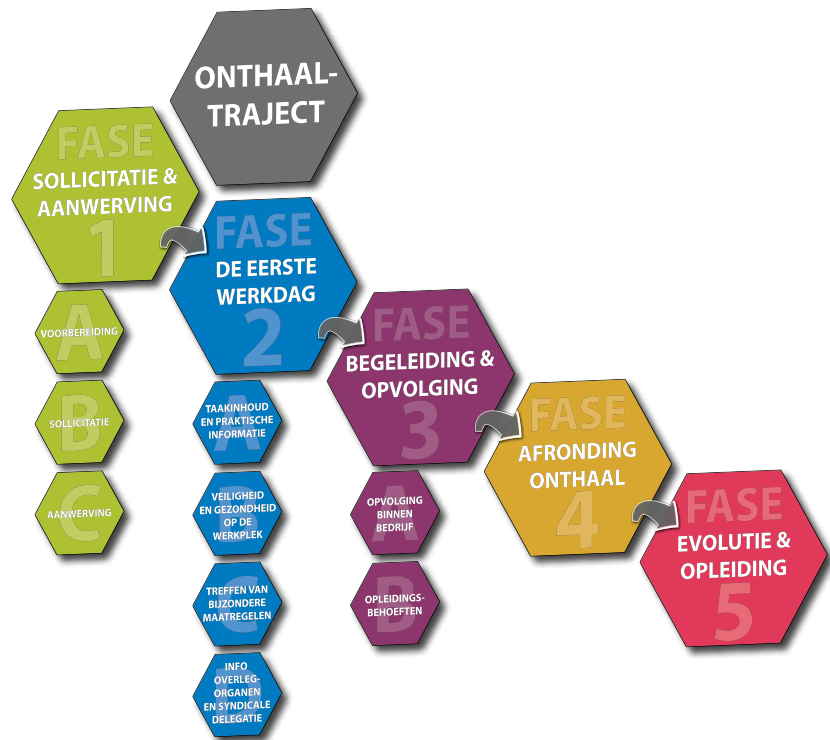 ONTHAAL-
TRAJECT
FASE
SOLLICITATIE &
AANWERVING
1
A
VOORBEREIDING
B
SOLLICITATIE
C
AANWERVING
FASE
DE EERSTE
WERKDAG
2
A
TAAKINHOUD
EN PRAKTISCHE
INFORMATIE
B
VEILIGHEID
EN GEZONDHEID
OP DE
WERKPLEK
C
TREFFEN VAN
BIJZONDERE
MAATREGELEN
D
INFO
OVERLEG-
ORGANEN
EN SYNDICALE
DELEGATIE
FASE
BEGELEIDING &
OPVOLGING
3
A
OPVOLGING
BINNEN
BEDRIJF
B
OPLEIDINGS-
BEHOEFTEN
FASE
AFRONDING
ONTHAAL
4
FASE
EVOLUTIE &
OPLEIDING
5